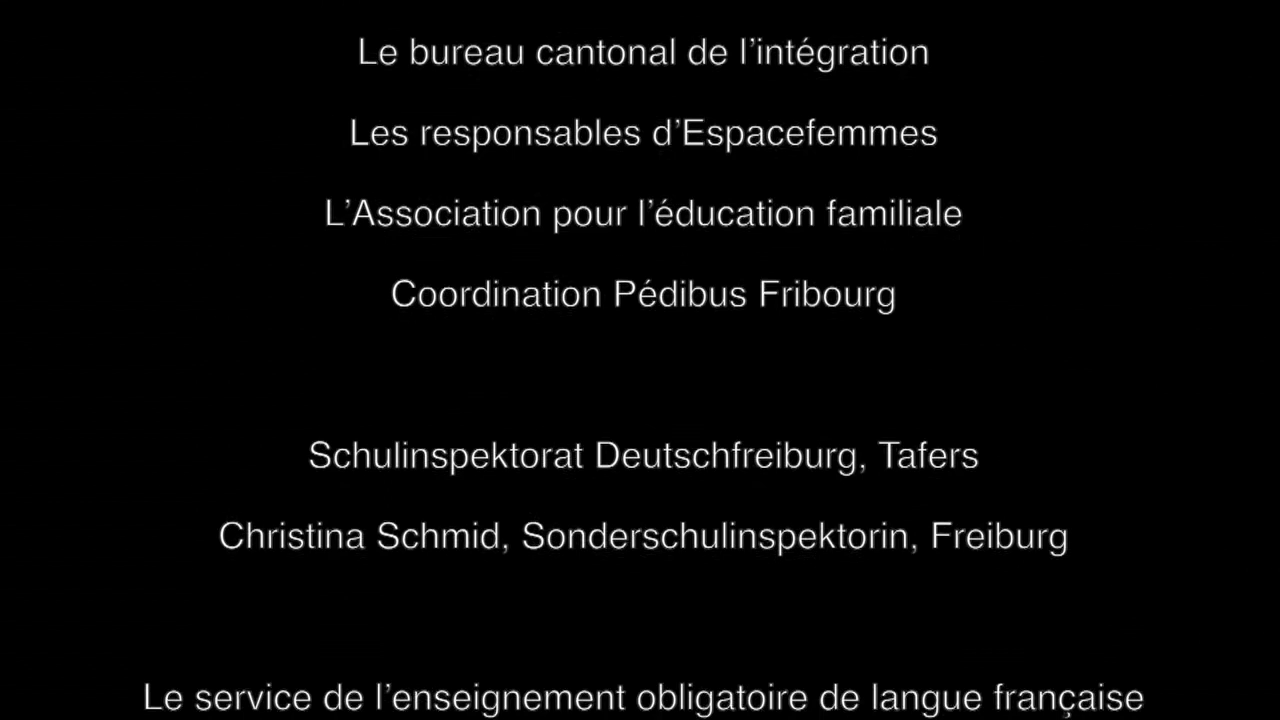 Le bureau cantonal de l’intégration
Les responsables d’Espacefemmes
L’Association pour l’éducation familiale
Coordination Pédibus Fribourg
Schulinspektorat Deutschfreiburg, Tafers
Christina Schmid, Sonderschulinspektorin, Freiburg
Le service de l’enseignement obligatoire de langue française